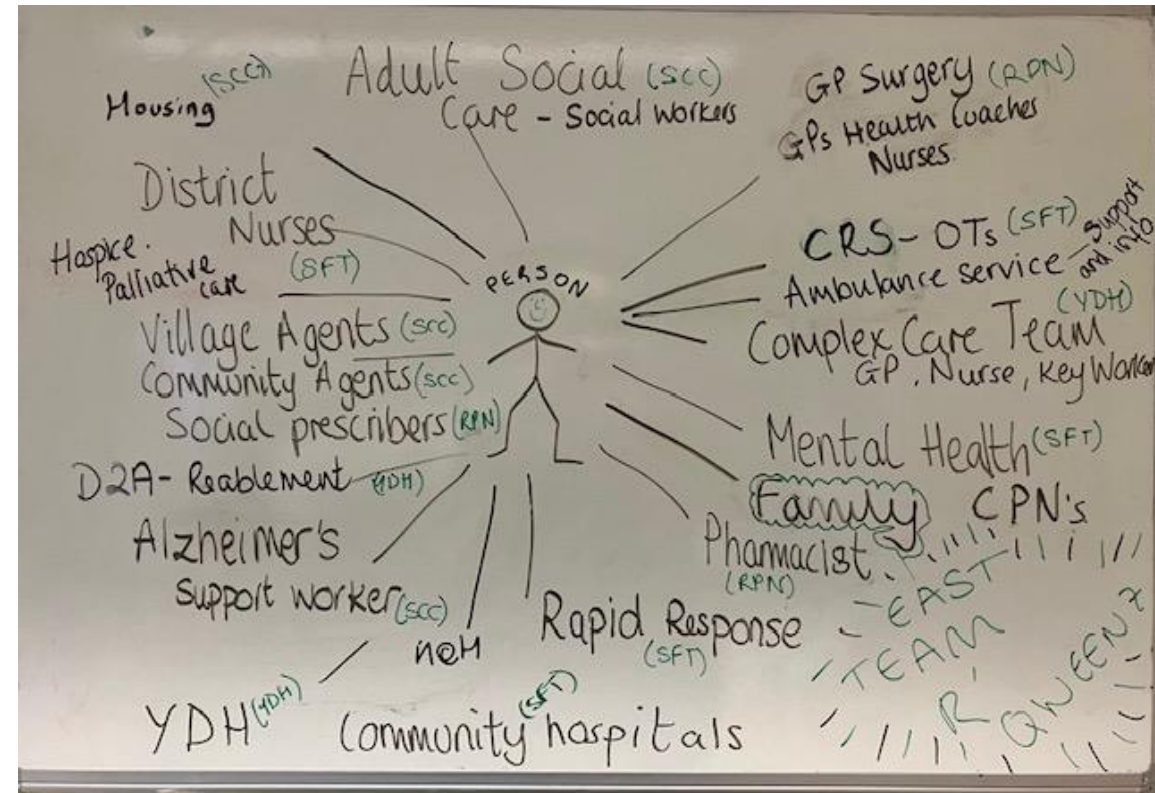 Housing (SCC)
Adult Social (SCC)
Care - Social Workers
GP Surgery (RPN)
GPs Health Coaches
Nurses.
District
Nurses
(SFT)
Hospice.
Palliative
care
PERSON
CRS- OTs (SFT)
Ambulance service - Support
and info
(YDH)
Complex Care Team
GP, Nurse, Key Worker
Village Agents (SCC)
Community Agents (SCC)
Social prescribers (RPN)
D2A- Reablement (YDH)
Mental Health (SFT)
CPN's
Family
Pharmacist
(RPN)
Alzheimer's
Support worker (SCC)
n@H
Rapid Response
(SFT)
YDH (YDH)
Community hospitals
(SFT)
EAST
TEAM
R
QWEENZ